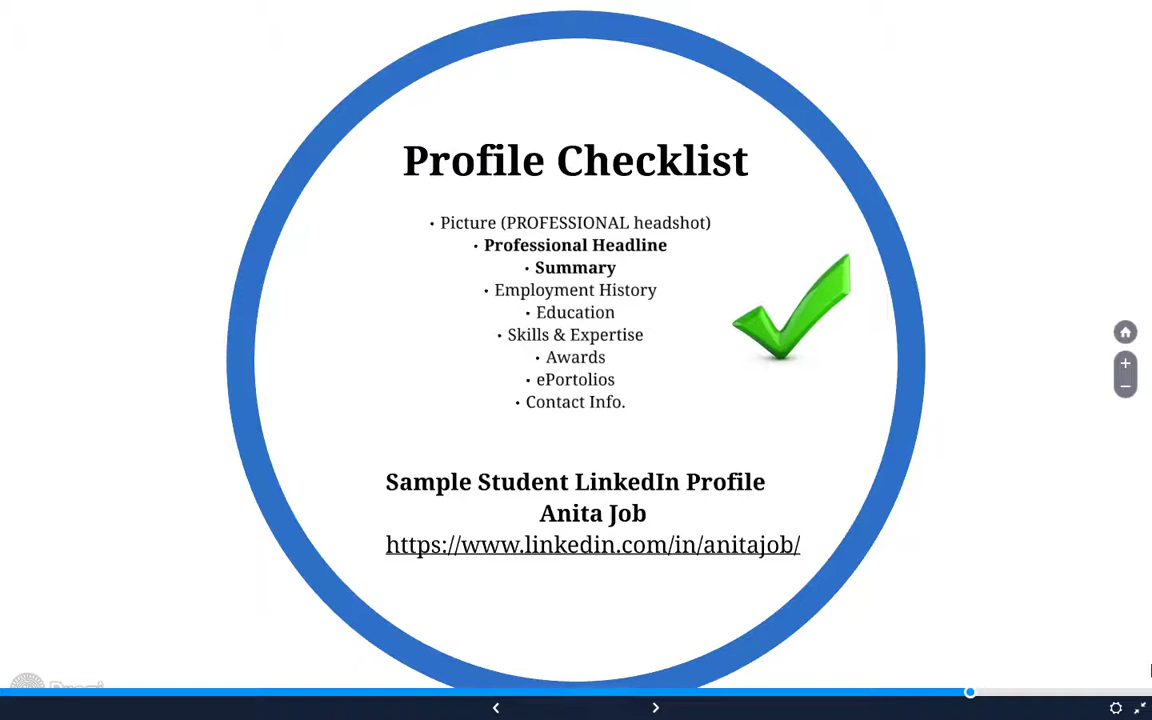 Profile Checklist
• Picture (PROFESSIONAL headshot)
• Professional Headline
• Summary
• Employment History
• Education
• Skills & Expertise
• Awards
• ePortolios
• Contact Info.
Sample Student LinkedIn Profile
Anita Job
https://www.linkedin.com/in/anitajob/